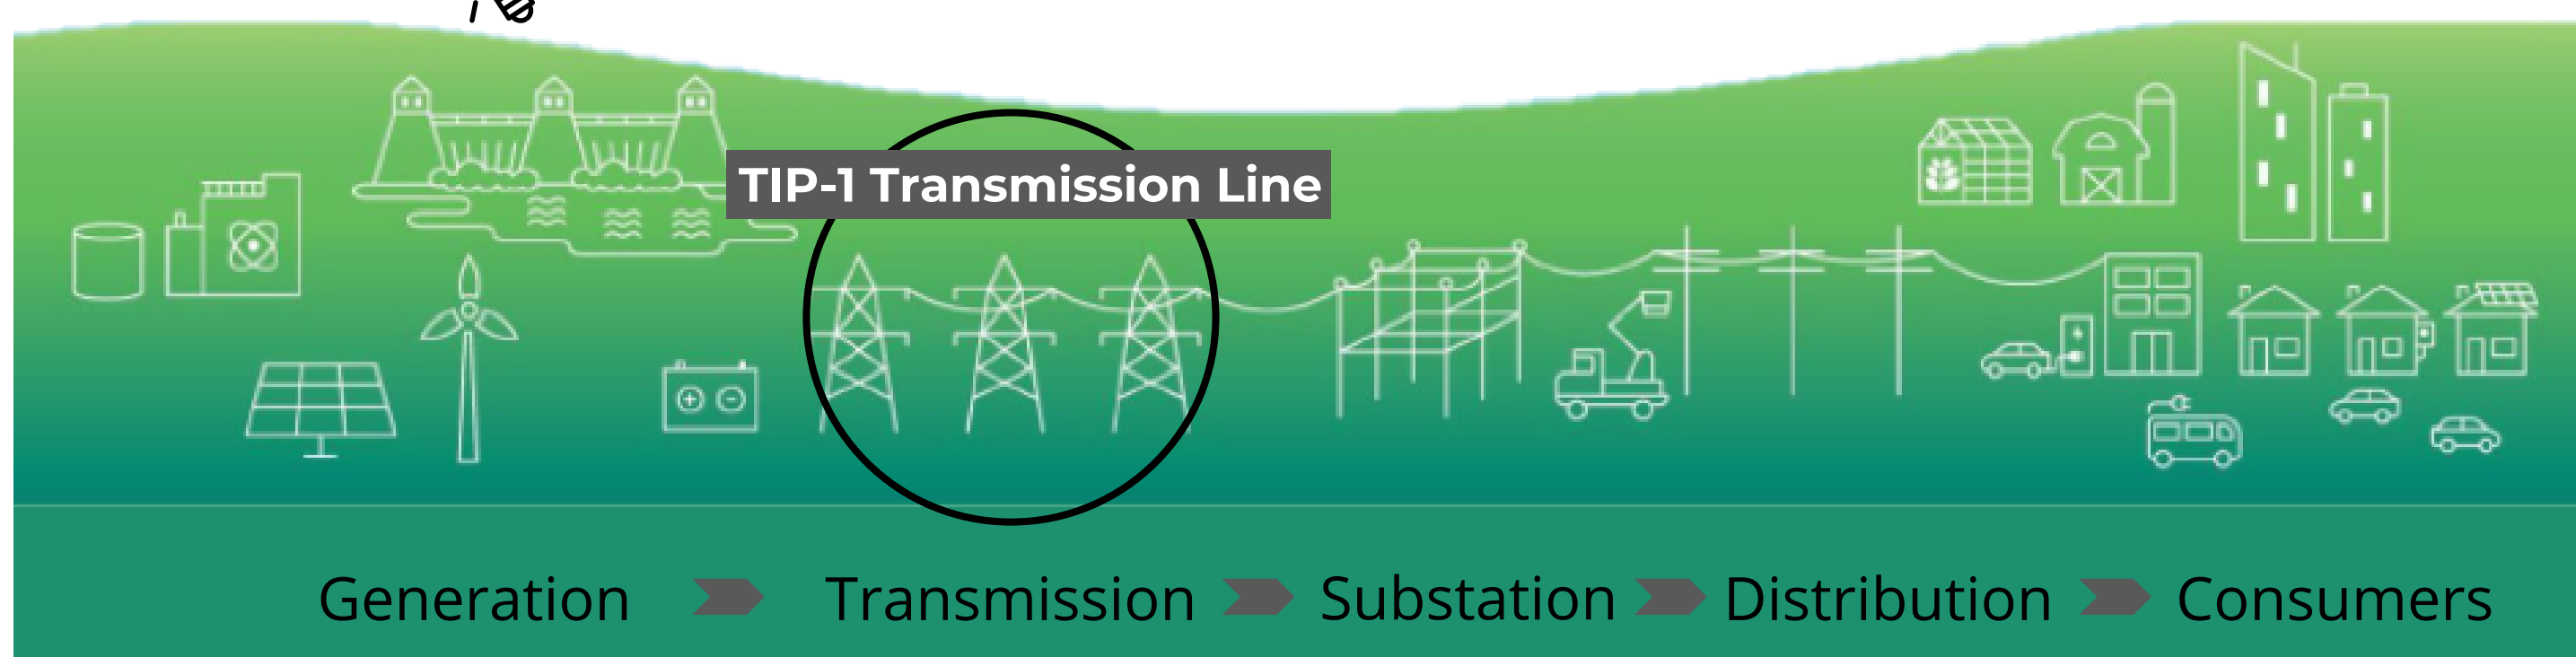 TIP-1 Transmission Line
Generation Transmission Substation Distribution Consumers